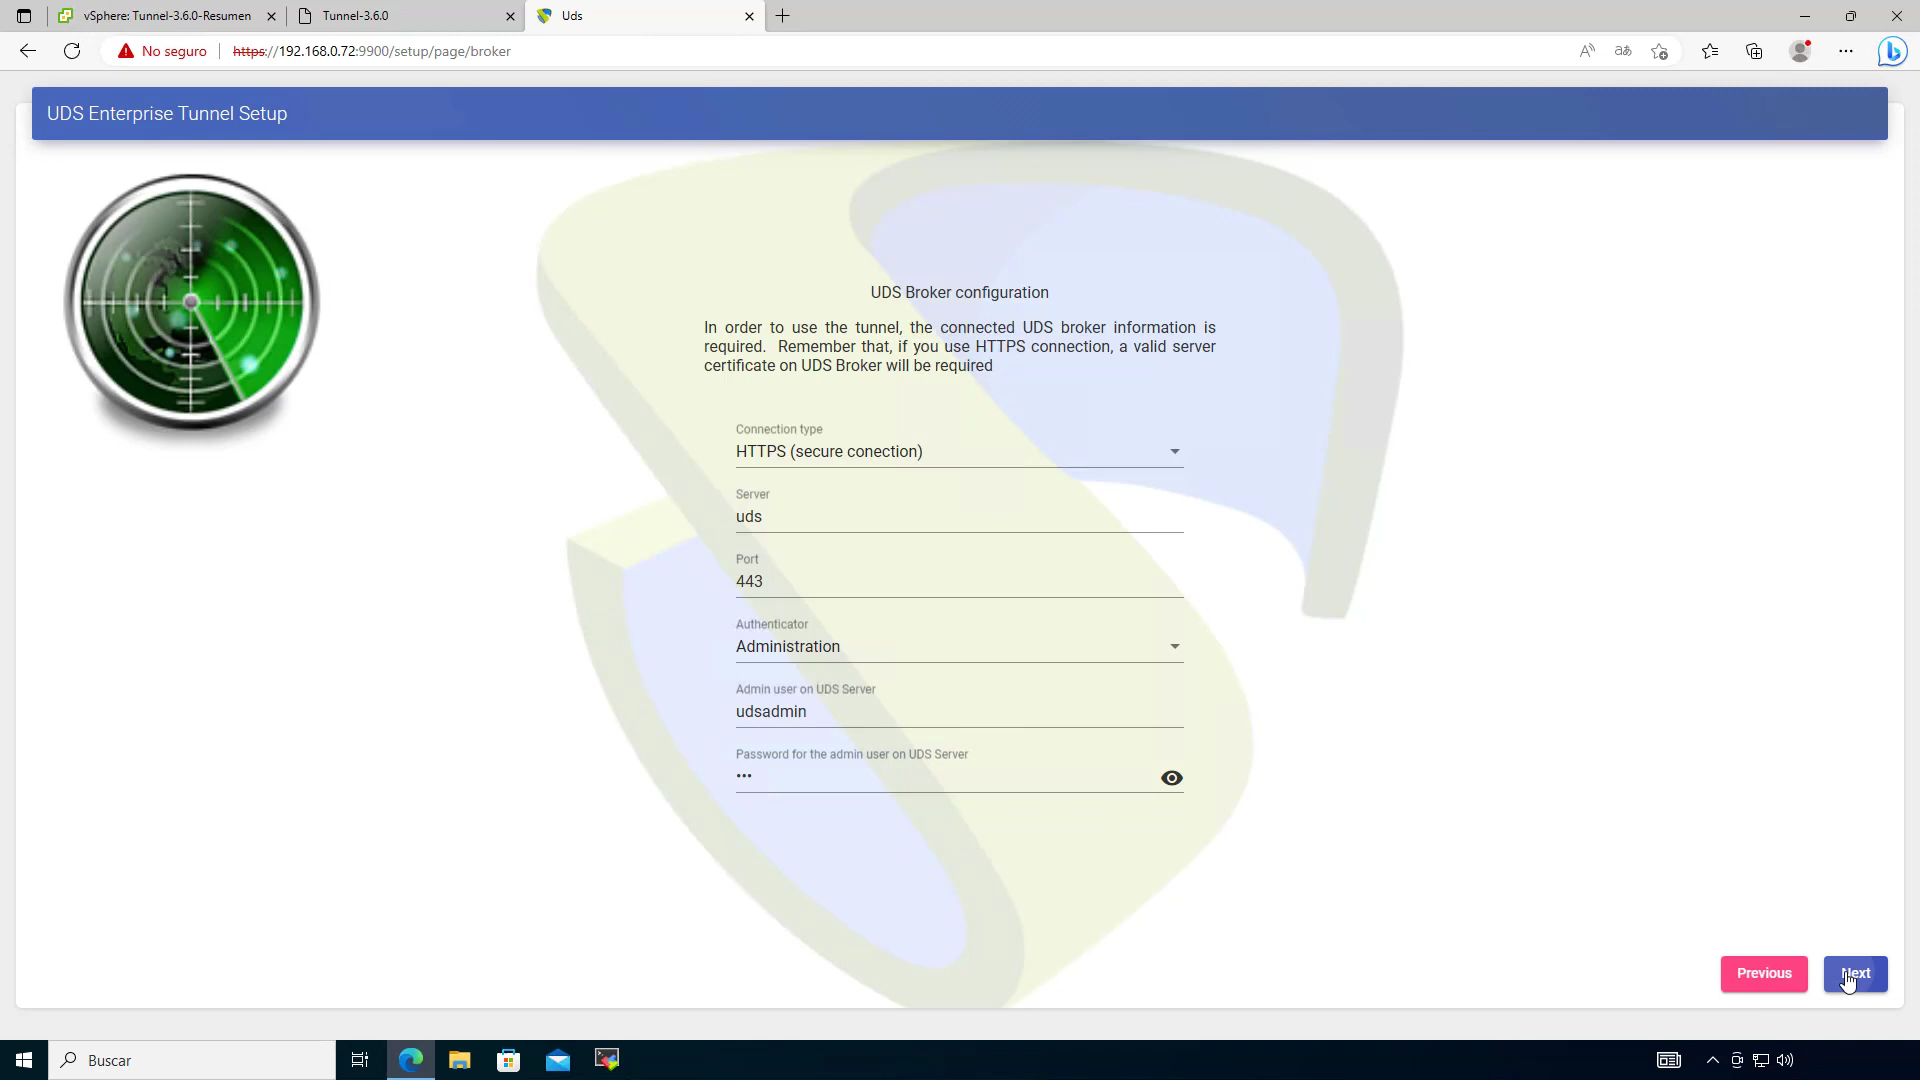 vSphere: Tunnel-3.6.0-Resumen
Tunnel-3.6.0
Uds
No seguro
https://192.168.0.72:9900/setup/page/broker
UDS Enterprise Tunnel Setup
UDS Broker configuration
In order to use the tunnel, the connected UDS broker information is
required. Remember that, if you use HTTPS connection, a valid server
certificate on UDS Broker will be required
Connection type
HTTPS (secure conection)
Server
uds
Port
443
Authenticator
Administration
Admin user on UDS Server
udsadmin
Password for the admin user on UDS Server
•••
Previous
Next
Buscar